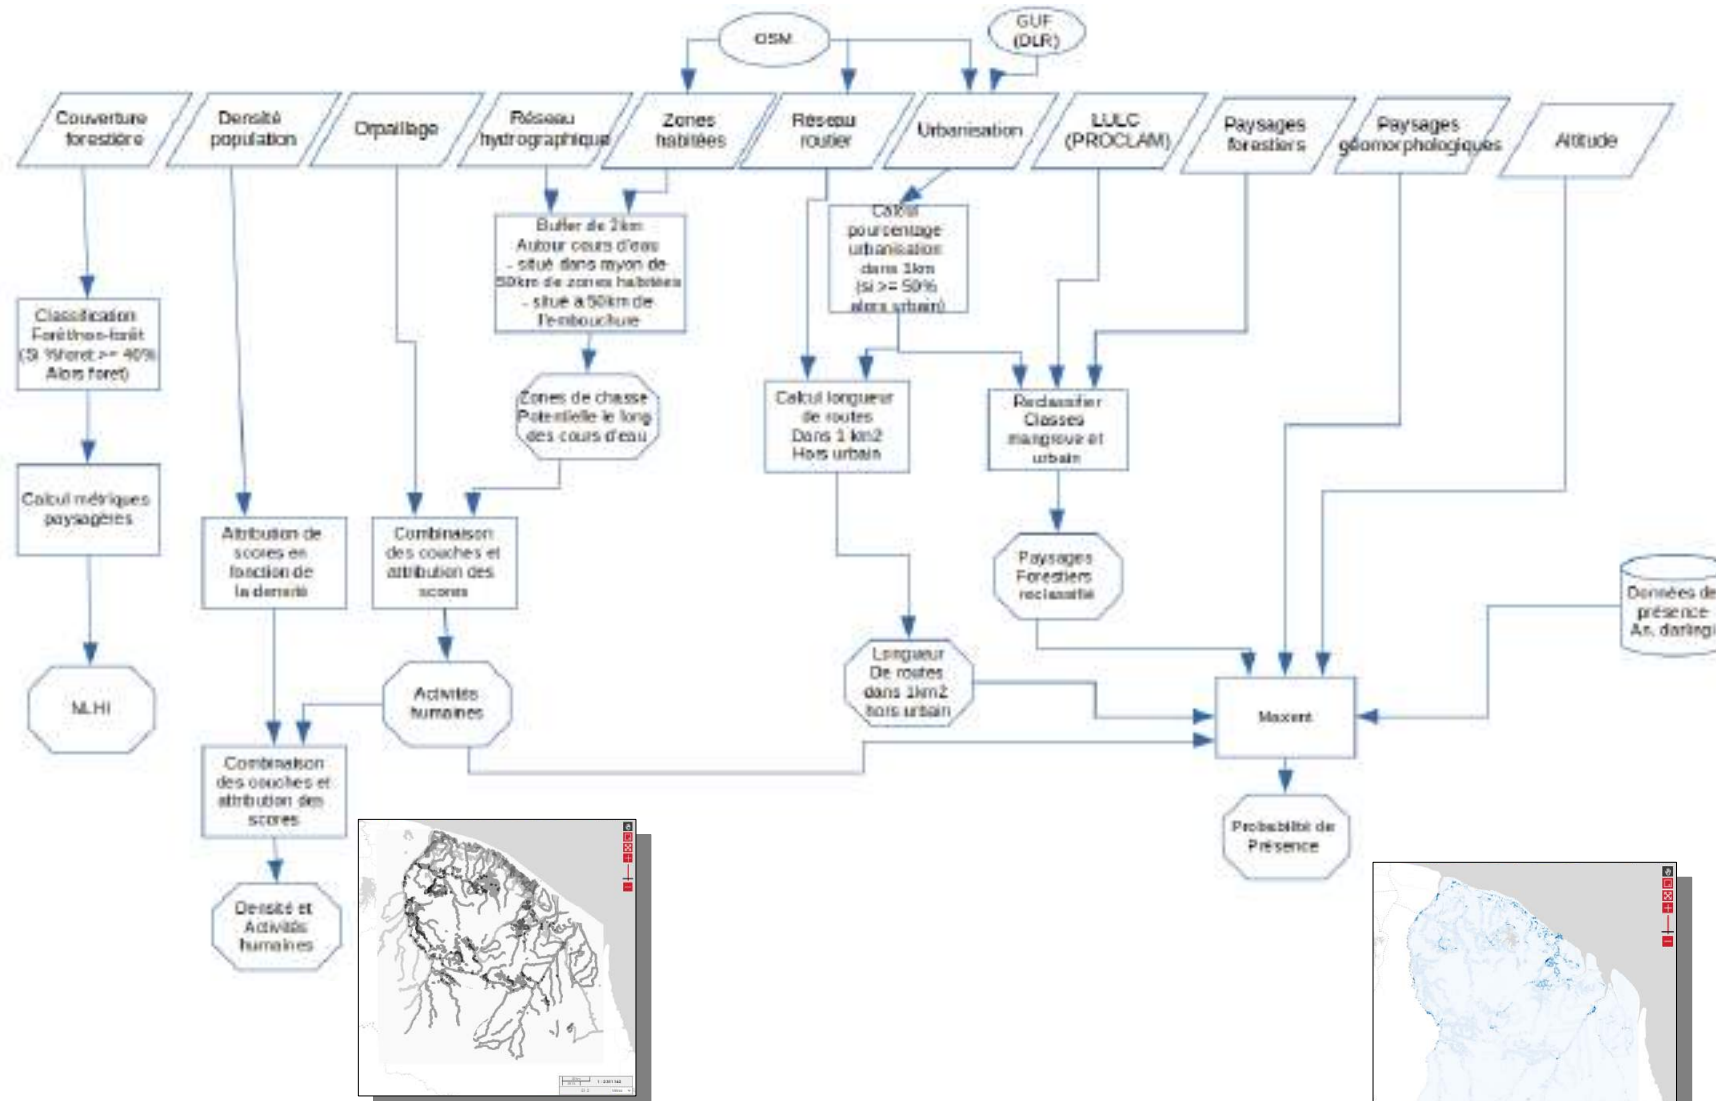 OSM
GUF
(DLR)
Couverture
forestière
Densité
population
Orpaillage
Réseau
hydrographique
Zones
habitées
Réseau
routier
Urbanisation
LULC
(PROCLAM)
Paysages
forestiers
Paysages
géomorphologiques
Altitude
Buffer de 2km
Autour cours d'eau
- situé dans rayon de
50km de zones habitées
- situé à 50km de
l'embouchure
Calcul
pourcentage
urbanisation
dans 1km
(si >= 50%
alors urbain)
Classification
Forêt/non-forêt
(Si %foret >= 40%
Alors foret)
Zones de chasse
Potentielle le long
des cours d'eau
Calcul longueur
de routes
Dans 1 km2
Hors urbain
Reclassifier
Classes
mangrove et
urbain
Calcul métriques
paysagères
Attribution de
scores en
fonction de
la densité
Combinaison
des couches et
attribution des
scores
Paysages
Forestiers
reclassifié
Données de
présence
An. darlingi
NLHI
Activités
humaines
Longueur
De routes
dans 1km2
hors urbain
Maxent
Combinaison
des couches et
attribution des
scores
Probabilité de
Présence
Densité et
Activités
humaines